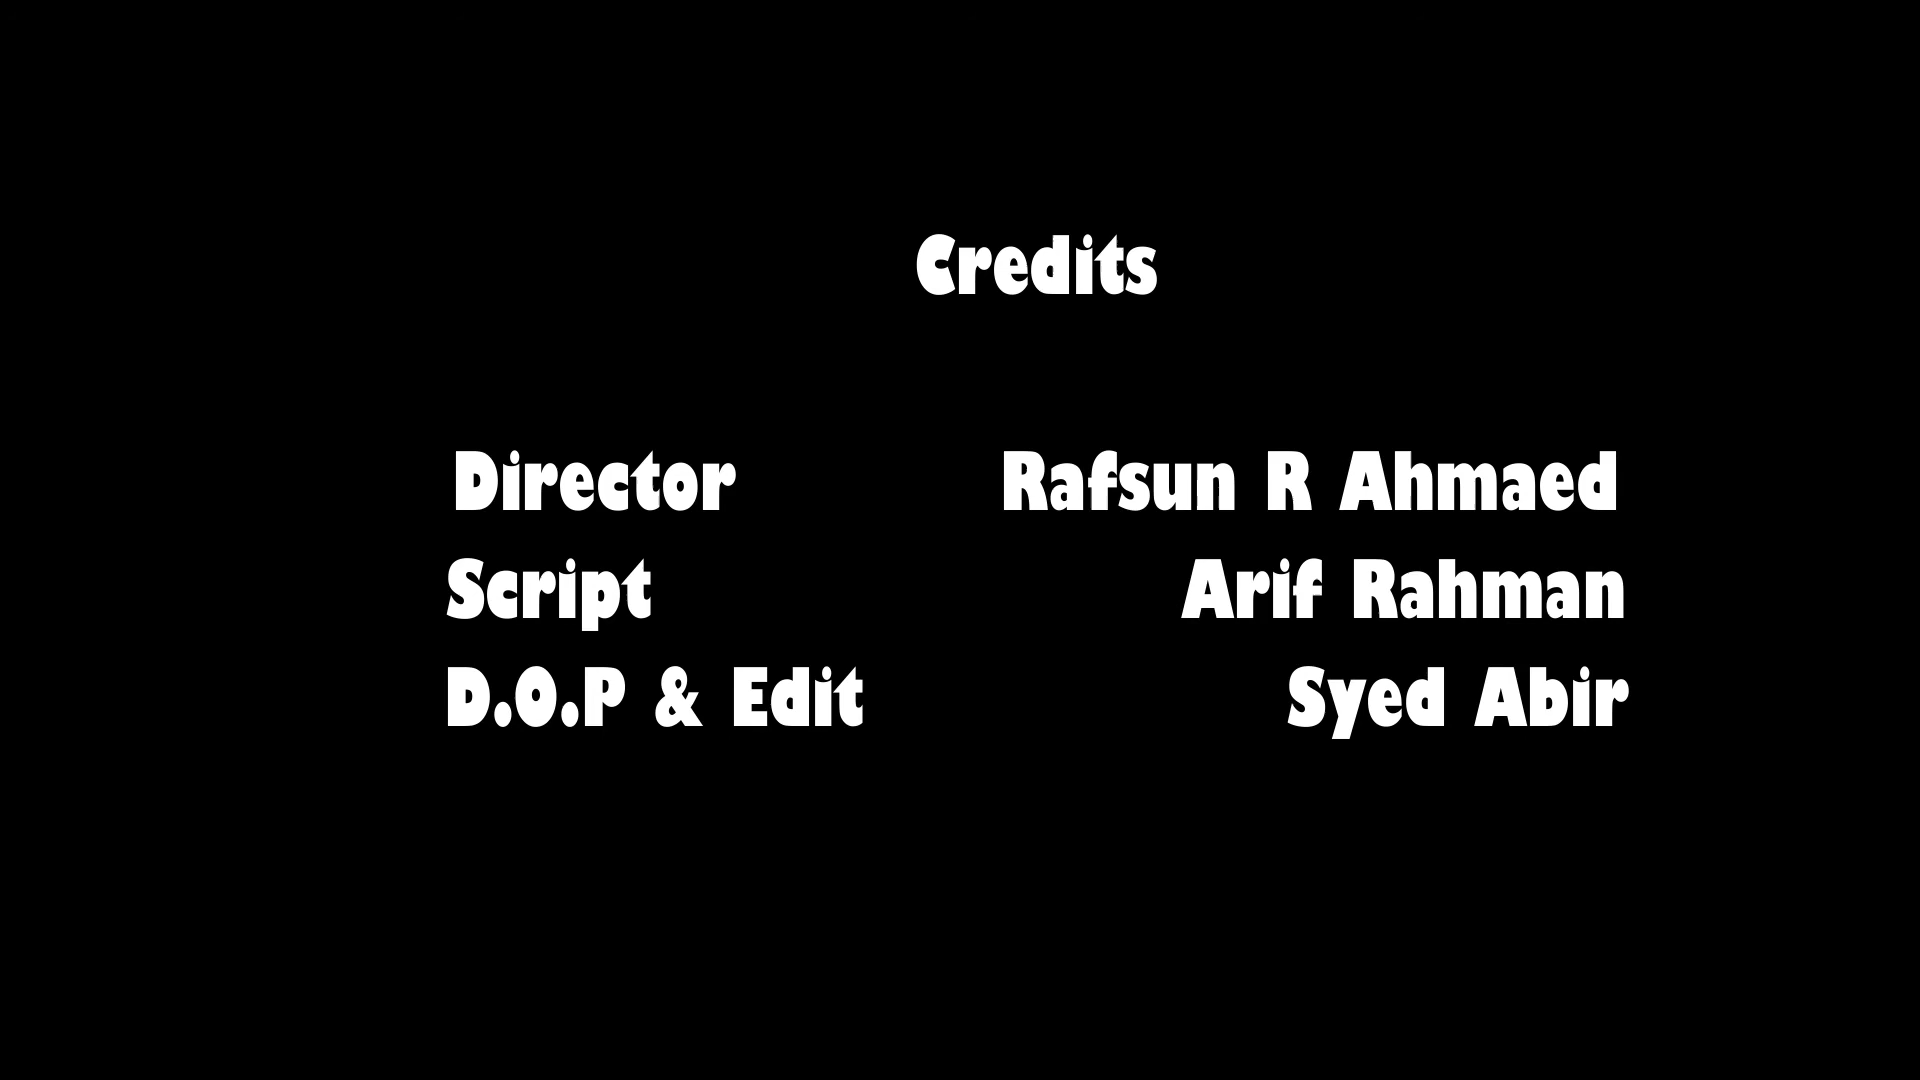 Credits
Director Rafsun R Ahmaed
Script Arif Rahman
D.O.P & Edit Syed Abir